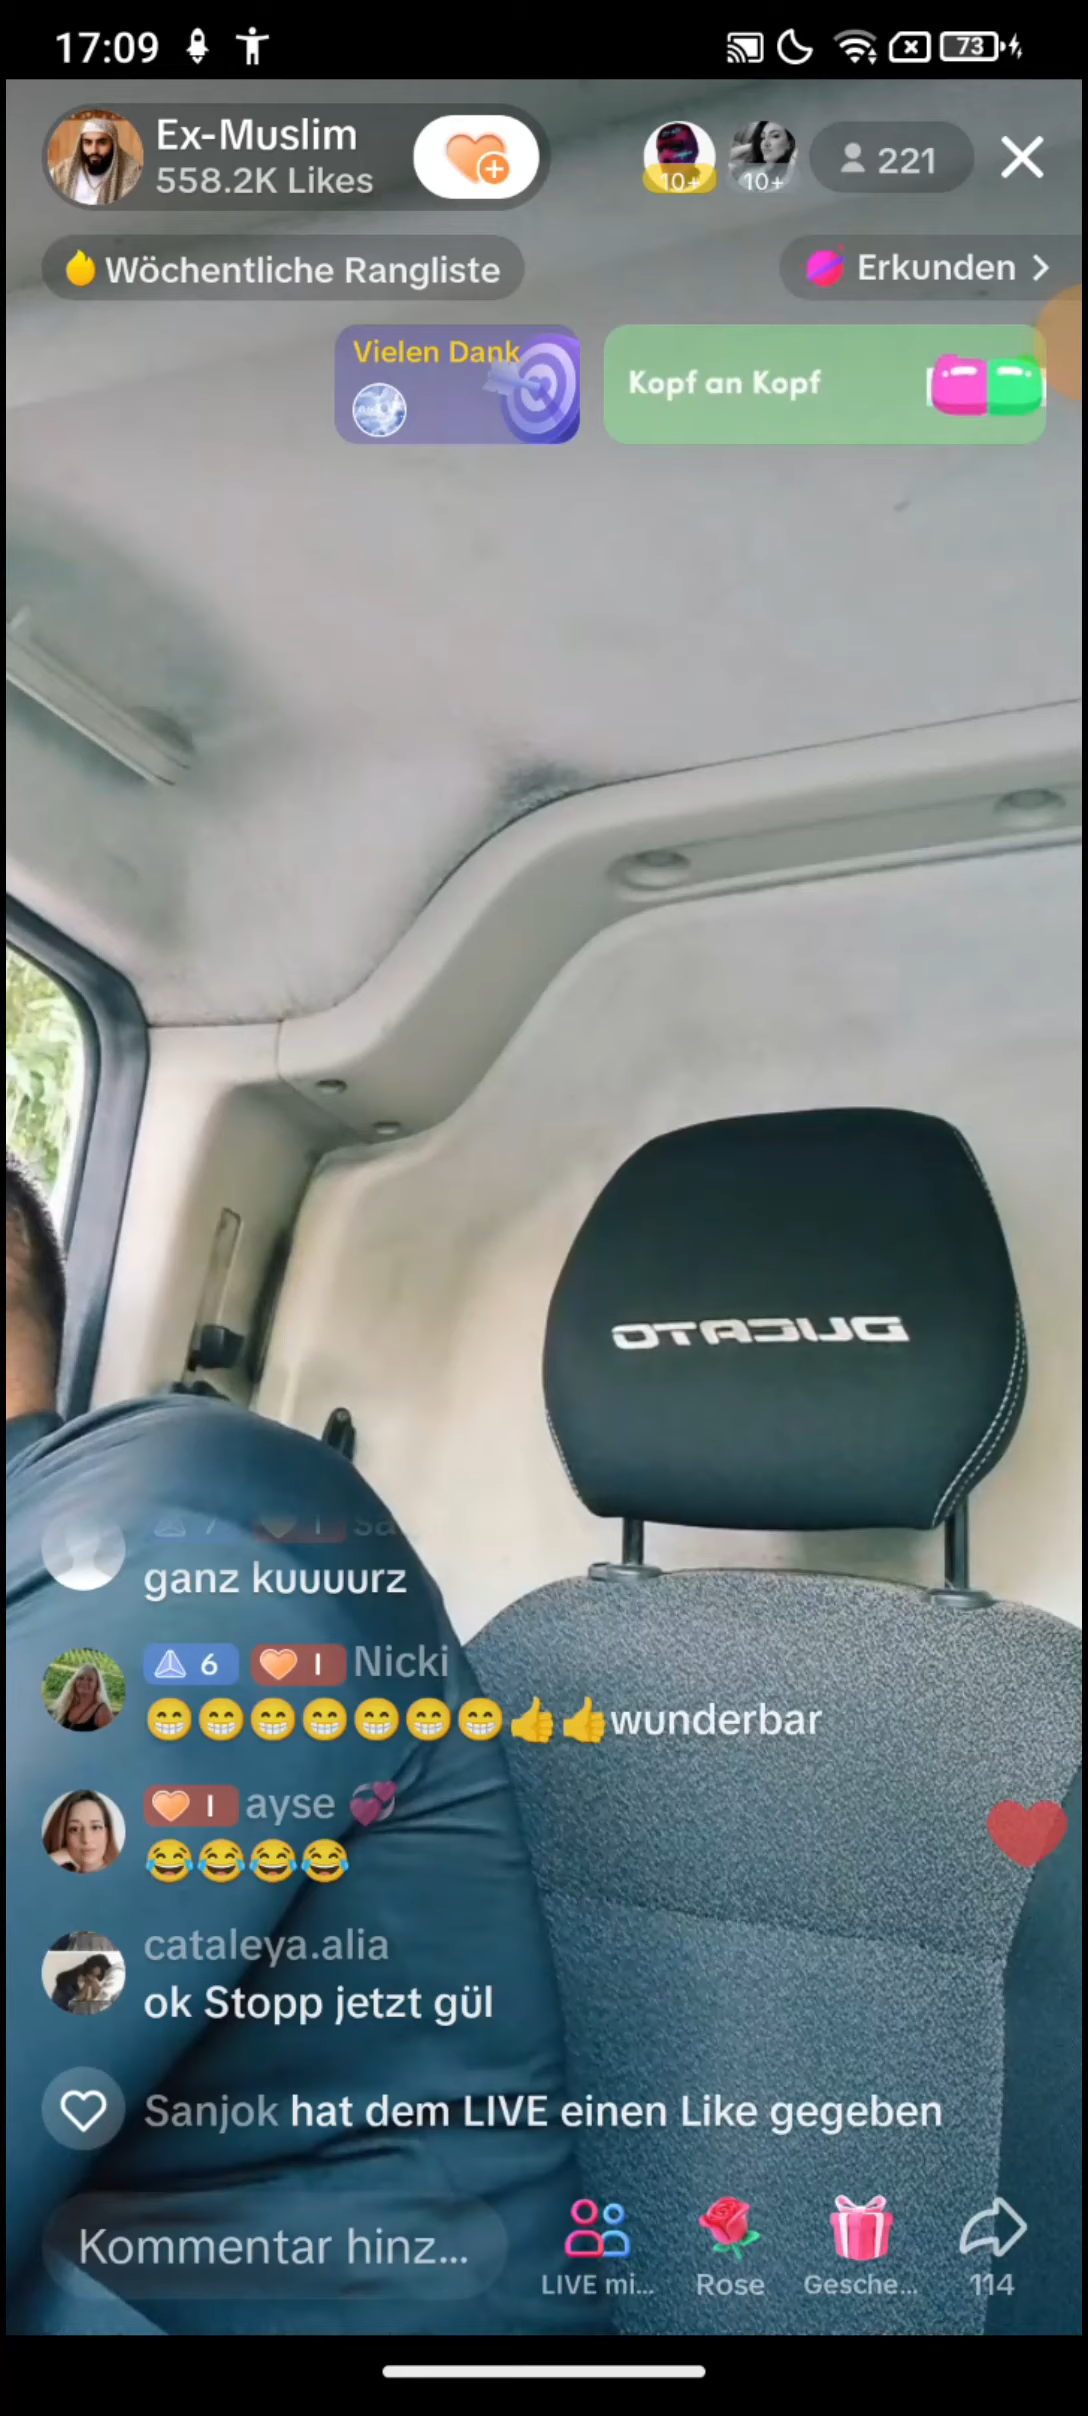 17:09
73
Ex-Muslim
558.2K Likes
10+
10+
221
Wöchentliche Rangliste
Erkunden >
Vielen Dank
Kopf an Kopf
DUCATO
ganz kuuuurz
6 I Nicki
😁😁😁😁😁😁😁👍👍wunderbar
I ayse 💞
😂😂😂😂
cataleya.alia
ok Stopp jetzt gül
Sanjok hat dem LIVE einen Like gegeben
Kommentar hinz...
LIVE mi...
Rose
Gesche...
114